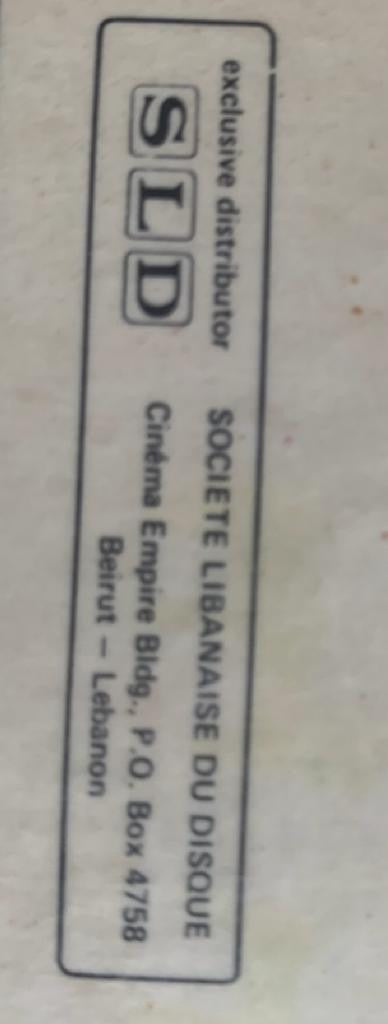 exclusive distributor
SLD
SOCIETE LIBANAISE DU DISQUE
Cinéma Empire Bldg., P.O. Box 4758
Beirut – Lebanon